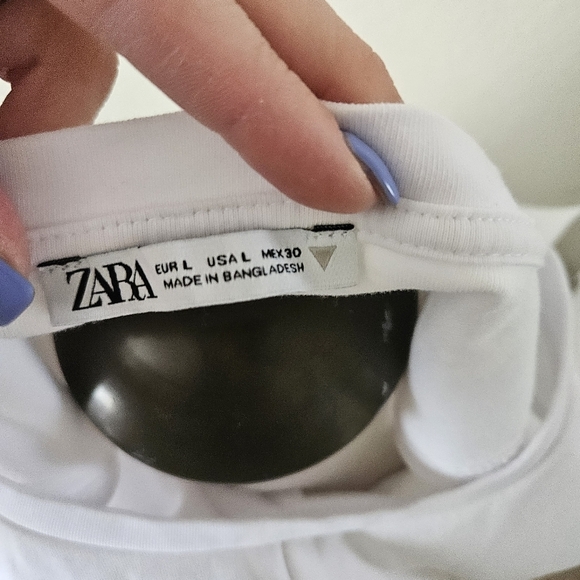 ZARA
EUR L USA L MEX 30
MADE IN BANGLADESH